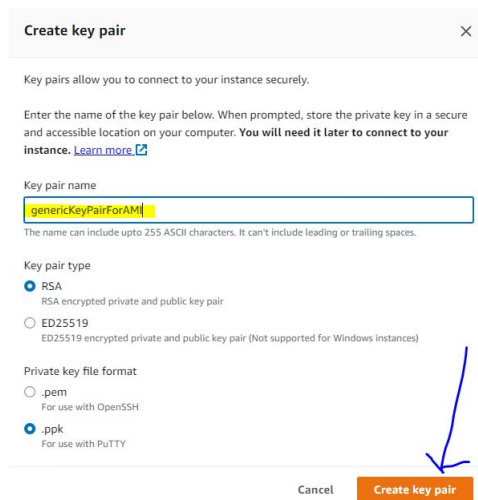 Create key pair
Key pairs allow you to connect to your instance securely.
Enter the name of the key pair below. When prompted, store the private key in a secure
and accessible location on your computer. You will need it later to connect to your
instance. Learn more
Key pair name
genericKeyPairForAMI
The name can include upto 255 ASCII characters. It can't include leading or trailing spaces.
Key pair type
RSA
RSA encrypted private and public key pair
ED25519
ED25519 encrypted private and public key pair (Not supported for Windows instances)
Private key file format
.pem
For use with OpenSSH
.ppk
For use with PuTTY
Cancel Create key pair